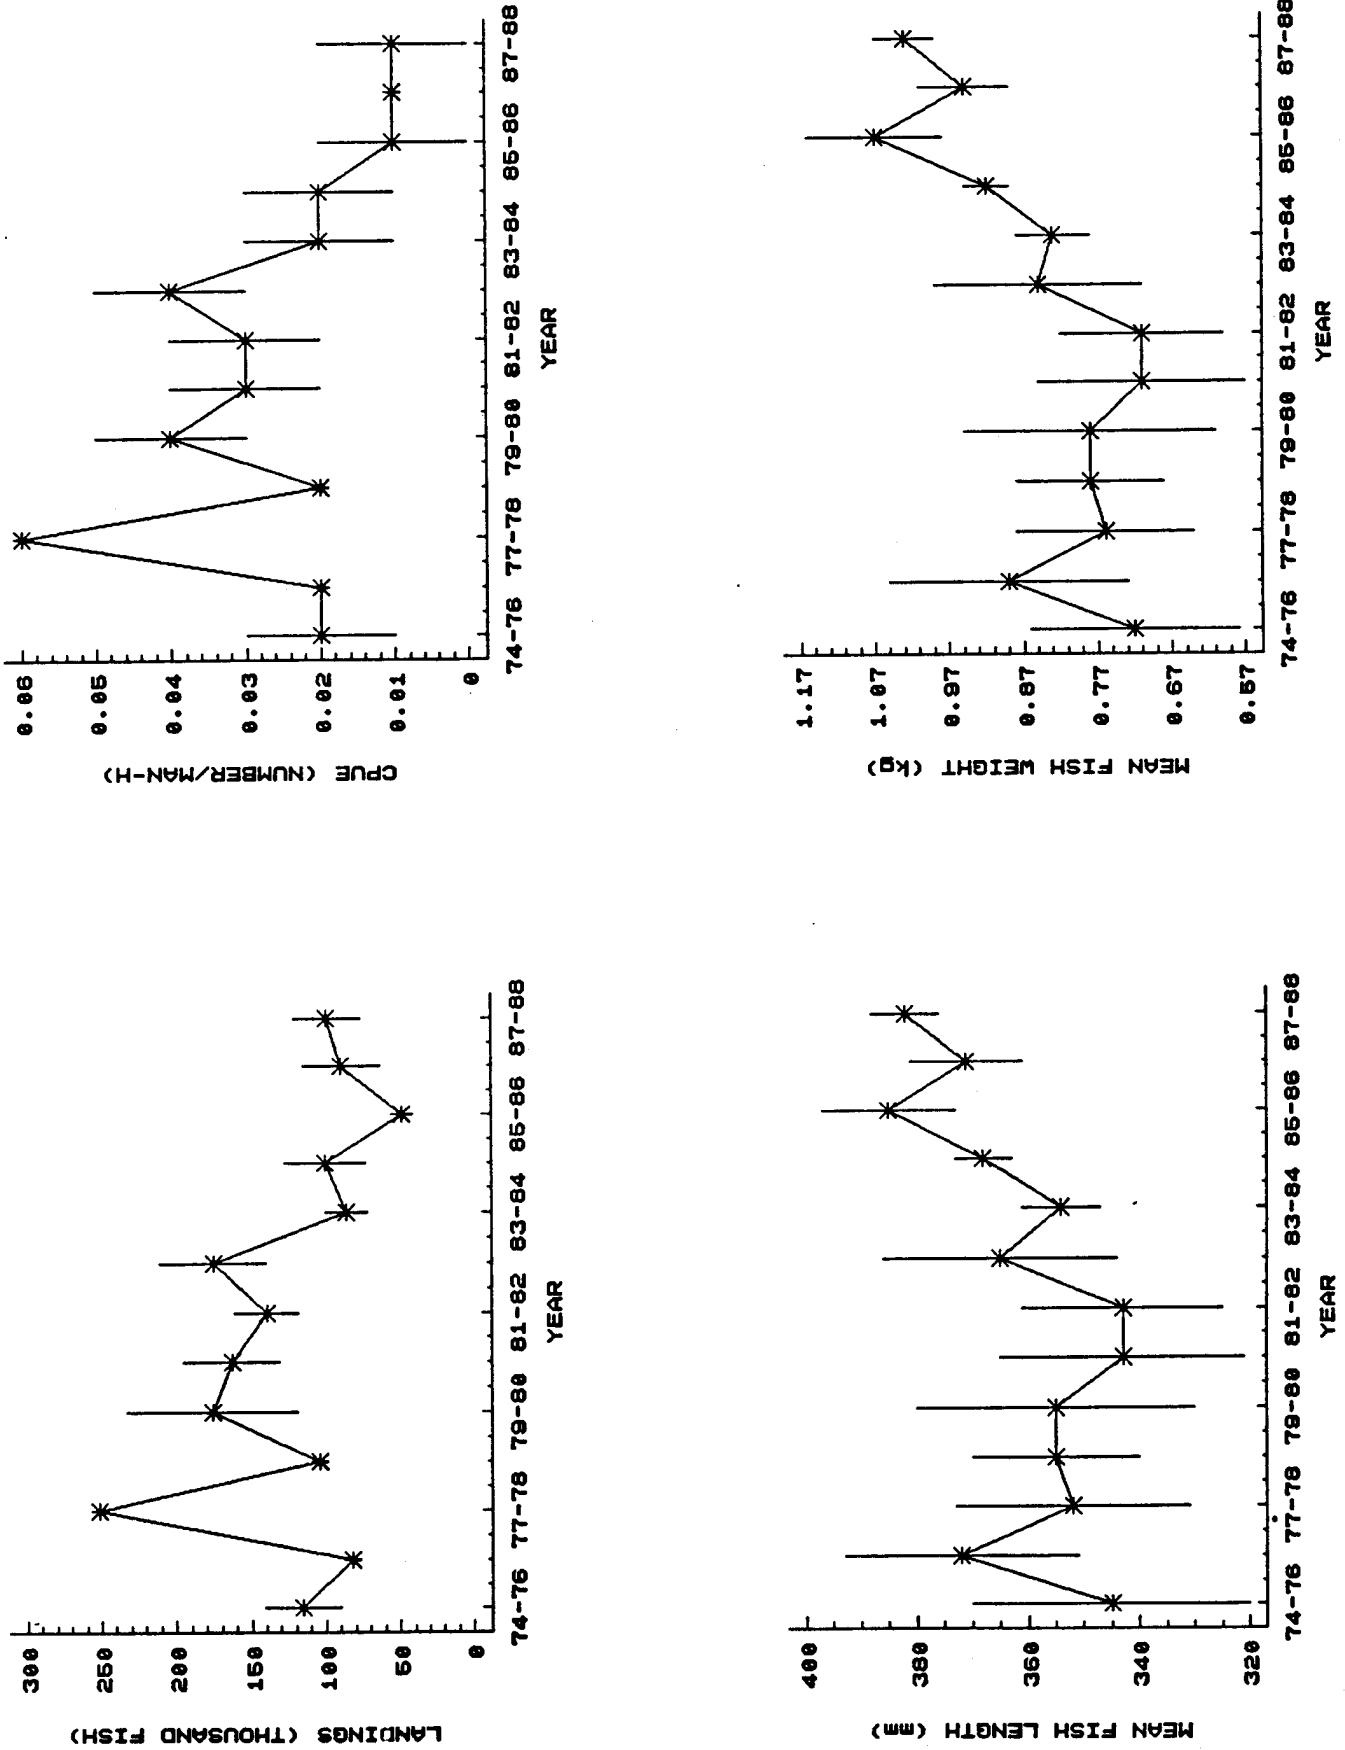 LANDINGS (THOUSAND FISH)
300
250
200
150
100
50
0
74-76 77-78 79-80 81-82 83-84 85-86 87-88
YEAR
CPUE (NUMBER/MAN-H)
0.06
0.05
0.04
0.03
0.02
0.01
0
74-76 77-78 79-80 81-82 83-84 85-86 87-88
YEAR
MEAN FISH LENGTH (mm)
400
380
360
340
320
74-76 77-78 79-80 81-82 83-84 85-86 87-88
YEAR
MEAN FISH WEIGHT (kg)
1.17
1.07
0.97
0.87
0.77
0.67
0.57
74-76 77-78 79-80 81-82 83-84 85-86 87-88
YEAR